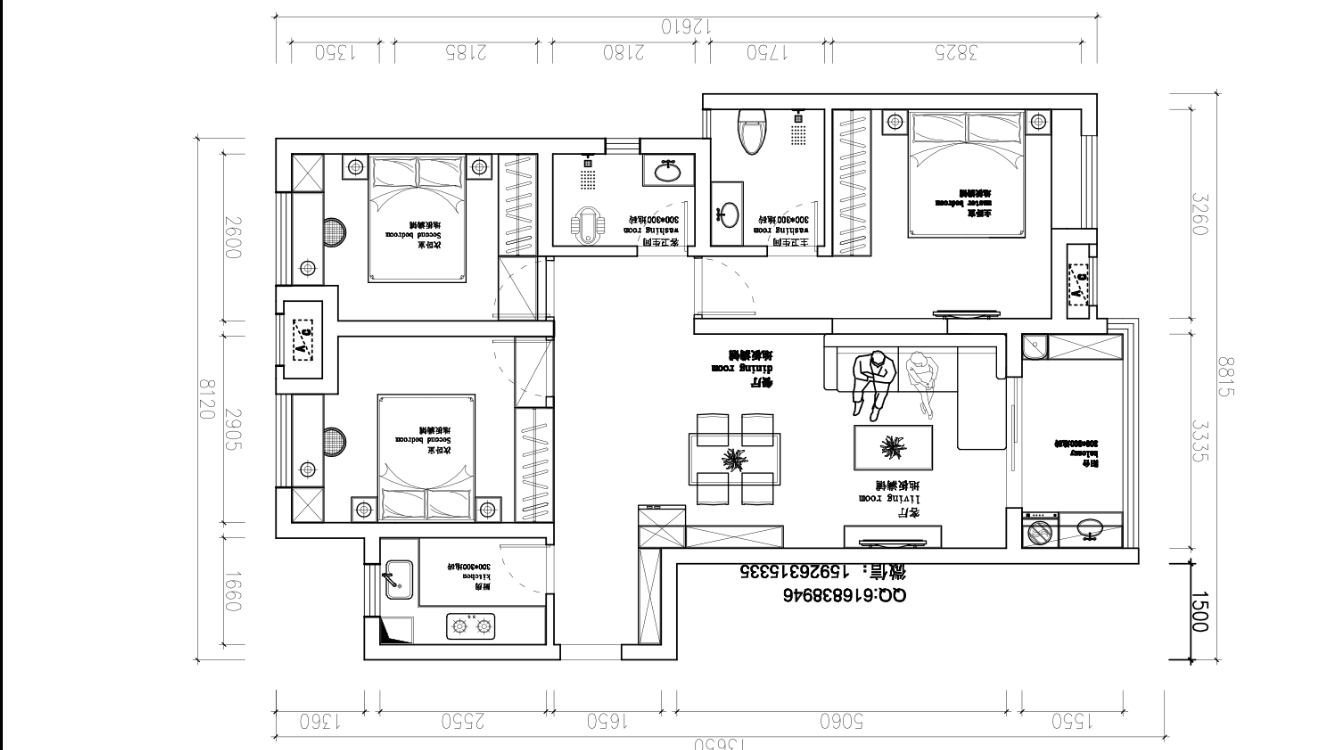 12610
1350
2185
2180
1750
3825
次卧室
Second bedroom
地板满铺
客卫生间
washing room
300*300地砖
主卫生间
washing room
300*300地砖
主卧室
master bedroom
地板满铺
2600
3260
A C
A C
餐厅
dining room
地板满铺
8120
8815
2905
3335
次卧室
Second bedroom
地板满铺
阳台
balcony
300*300地砖
客厅
living room
地板满铺
厨房
kitchen
300*300地砖
微信：15926315335
QQ:616838946
1660
1500
1360
2550
1650
5060
1550
13650